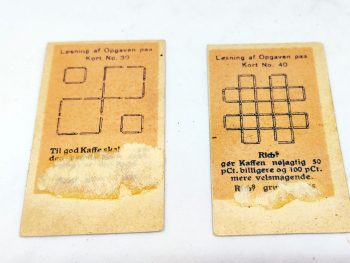 Løsning af Opgaven paa
Kort No. 39
Til god Kaffe skal
Løsning af Opgaven paa
Kort No. 40
Rich's
gør Kaffen nøjagtig 50
pCt. billigere og 100 pCt.
mere velsmagende.
Rich's